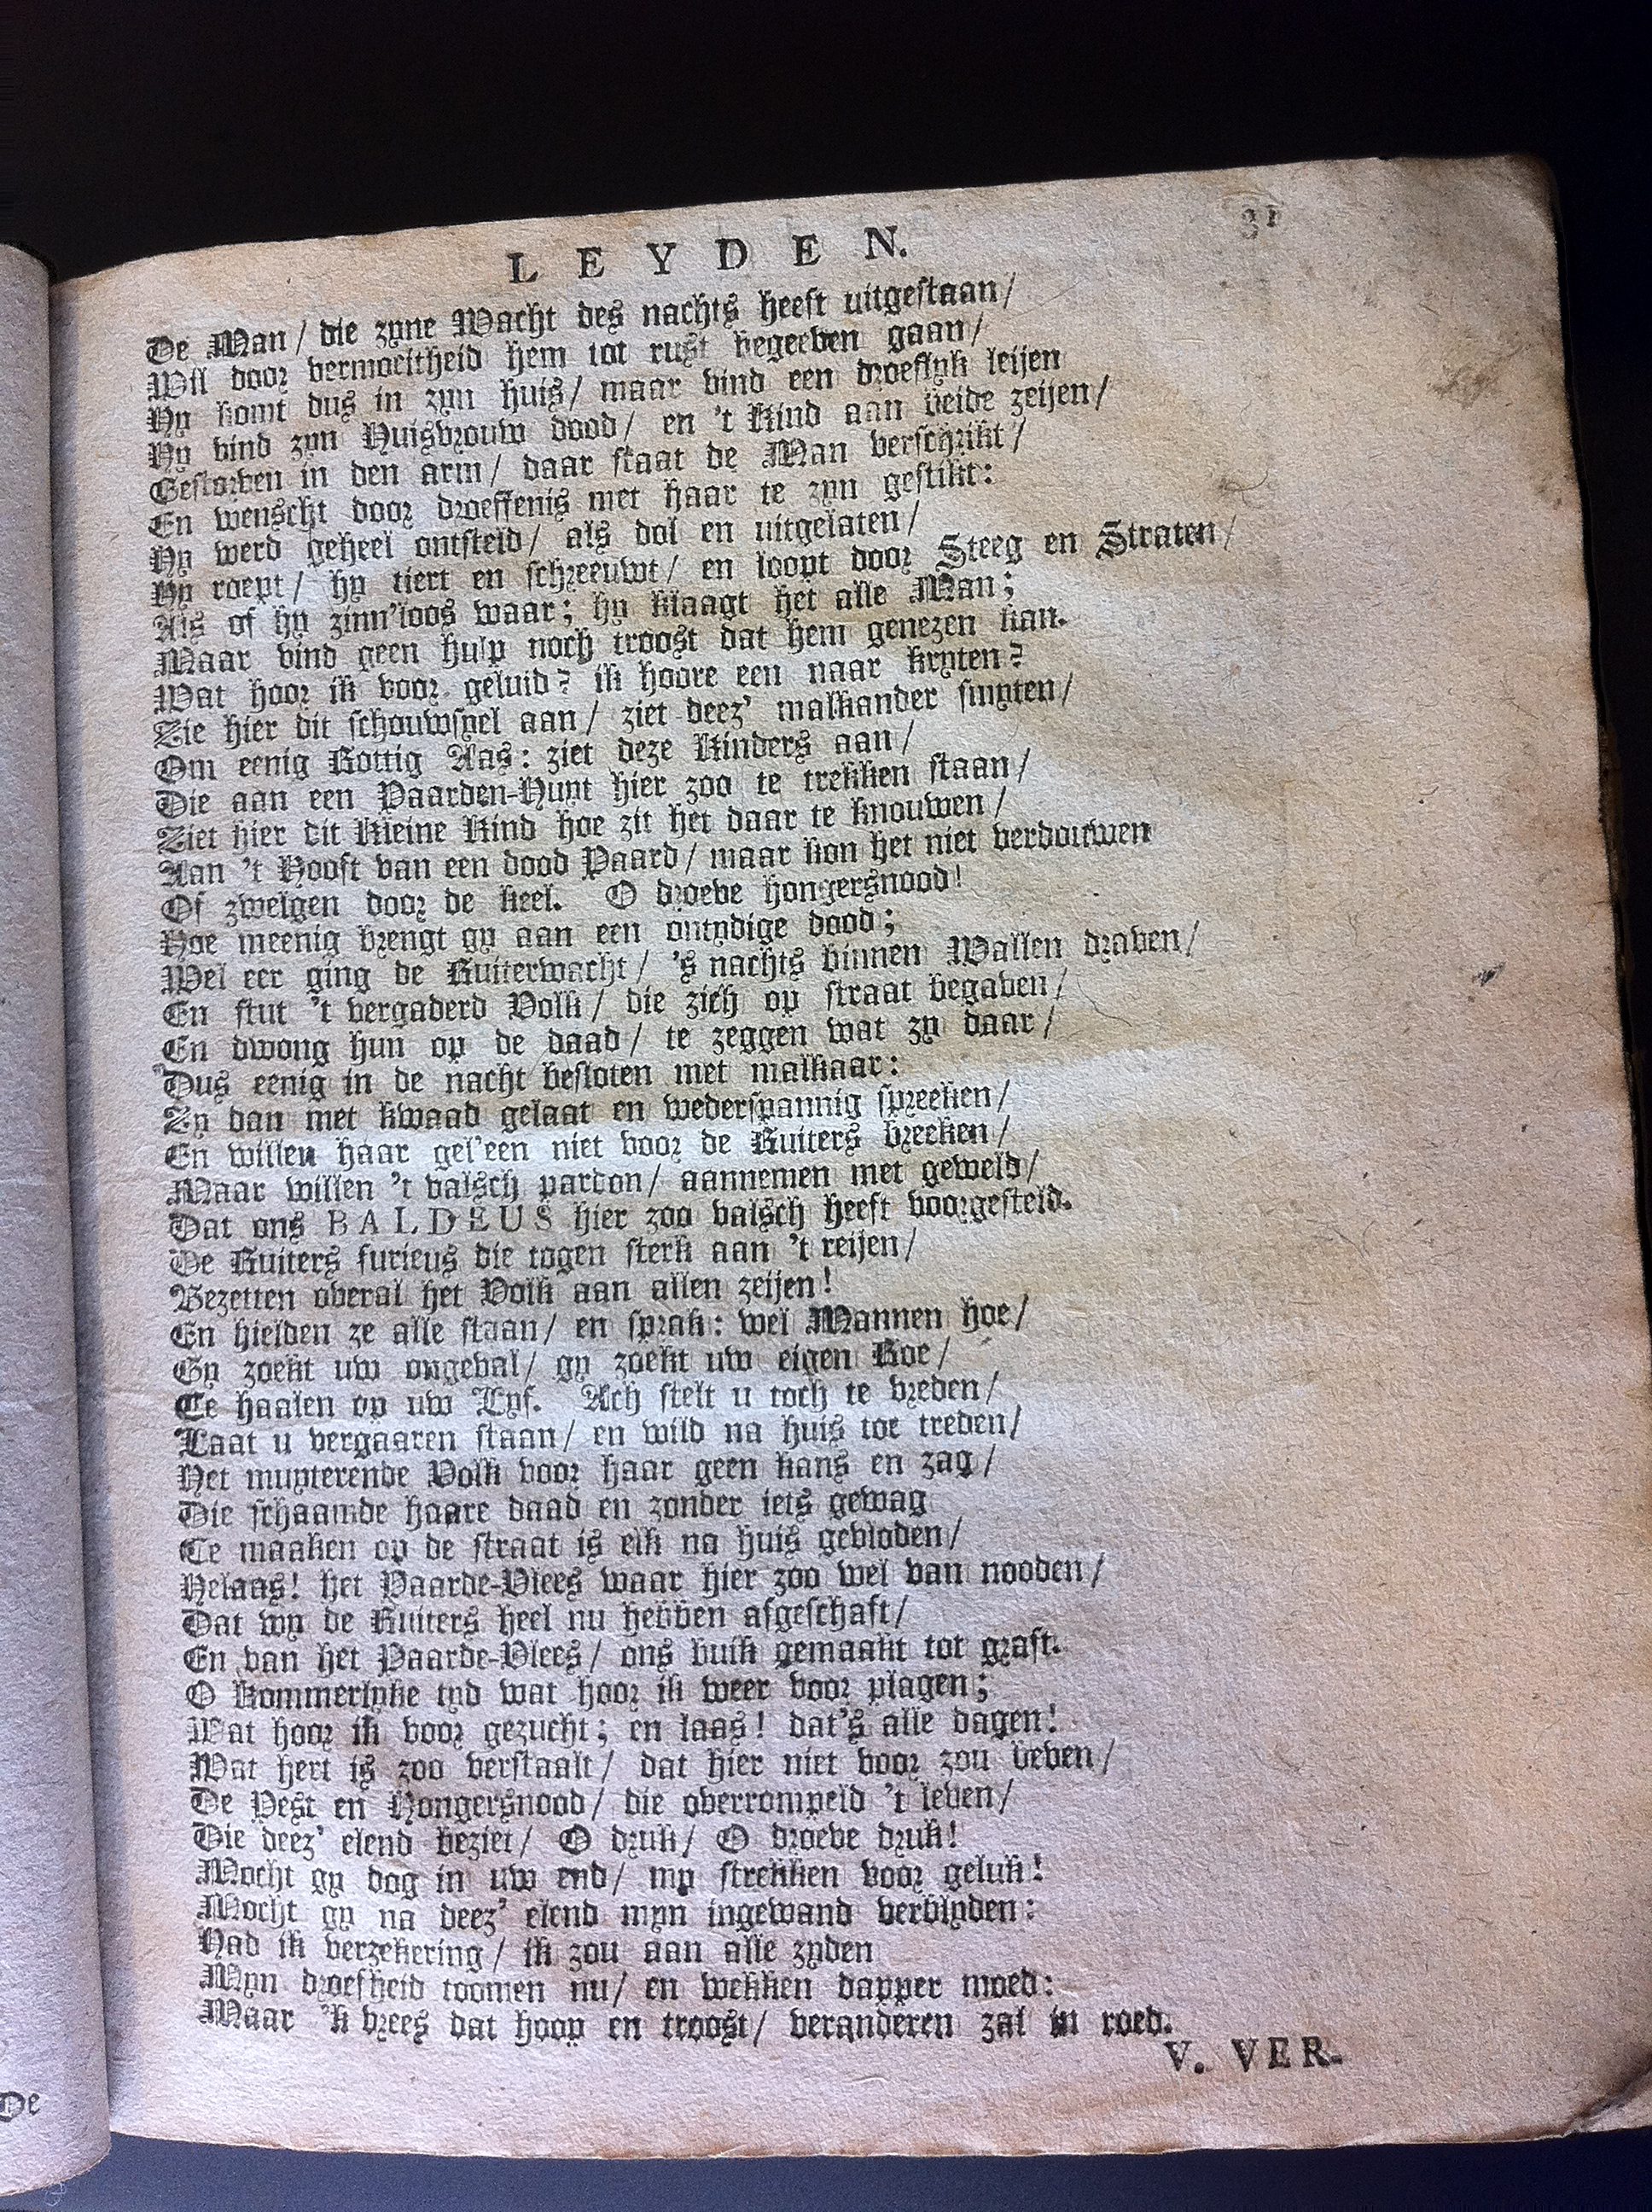 LEYDEN. 31
De Man / die zyne Wacht des nachts heeft uitgestaan /
Wil door vermoeitheid hem tot rust begeeven gaan /
Hy komt dus in zyn huis / maar vind een droeflyk leijen
Hy vind zyn Huisvrouw dood / en 't Kind aan beide zeijen /
Gestorven in den arm / daar staat de Man verschrikt /
En wenscht door droeffenis met haar te zyn gestikt:
Hy werd geheel ontsteld / als dol en uitgelaten /
Hy roept / hy tiert en schreeuwt / en loopt door Steeg en Straten /
Als of hy zinn'loos waar; hy klaagt het alle Man;
Maar vind geen hulp noch troost dat hem genezen kan.
Wat hoor ik voor geluid? ik hoore een naar kryten?
Zie hier dit schouwspel aan / ziet deez' malkander smyten /
Om eenig Rottig Aas: ziet deze Kinders aan /
Die aan een Paarden-Huyt hier zoo te trekken staan /
Ziet hier dit kleine Kind hoe zit het daar te knouwen /
Aan 't Hooft van een dood Paard / maar kon het niet verdouwen
Of zwelgen door de keel. O droeve hongersnood!
Hoe meenig brengt gy aan een ontydige dood;
Wel eer ging de Ruiterwacht / 's nachts binnen Wallen draven /
En stut 't vergaderd Volk / die zich op straat begaven /
En dwong hun op de daad / te zeggen wat zy daar /
Dus eenig in de nacht besloten met malkaar:
Zy dan met kwaad gelaat en wederspannig spreeken /
En willen haar gel'een niet voor de Ruiters breeken /
Maar willen 't valsch pardon / aannemen met geweld /
Dat ons BALDEUS hier zoo valsch heeft voorgesteld.
De Ruiters furieus die togen sterk aan 't reijen /
Bezetten overal het Volk aan allen zeijen!
En hielden ze alle staan / en sprak: wel Mannen hoe /
Gy zoekt uw ongeval / gy zoekt uw eigen Roe /
Te haalen op uw Lyf. Ach stelt u toch te vreden /
Laat u vergaaren staan / en wild na huis toe treden /
Het muyterende Volk voor haar geen kans en zag /
Die schaamde haare daad en zonder iets gewag
Te maaken op de straat is elk na huis gevloden /
Helaas! het Paarde-Vlees waar hier zoo wel van nooden /
Dat wy de Ruiters heel nu hebben afgeschaft /
En van het Paarde-Vlees / ons buik gemaakt tot graft.
O Kommerlyke tyd wat hoor ik weer voor plagen;
Wat hoor ik voor gezucht; en laas! dat's alle dagen!
Wat hert is zoo verstaalt / dat hier niet voor zou beven /
De Pest en Hongersnood / die overrompeld 't leven /
Die deez' elend beziet / O druk / O droeve druk!
Mocht gy dog in uw end / my strekken voor geluk!
Mocht gy na deez' elend myn ingewand verblyden:
Had ik verzekering / ik zou aan alle zyden
Myn droefheid toomen nu / en wekken dapper moed:
Maar 'k vrees dat hoop en troost / veranderen zal in roed.
V. VER-
De